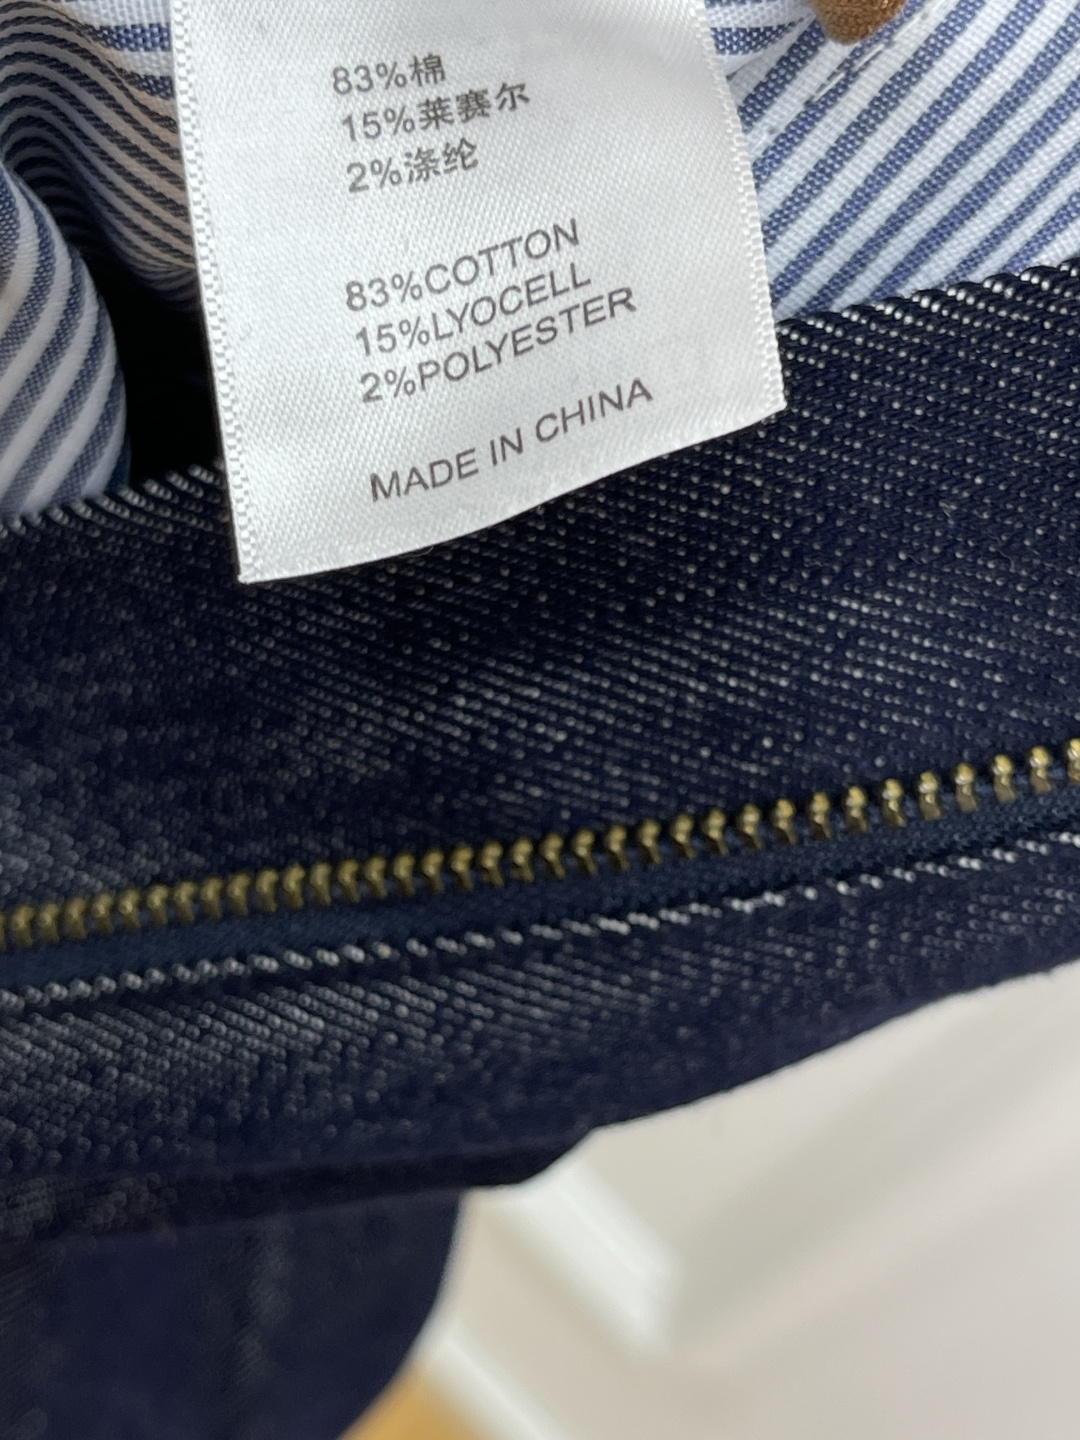 83%棉
15%莱赛尔
2%涤纶
83%COTTON
15%LYOCELL
2%POLYESTER
MADE IN CHINA